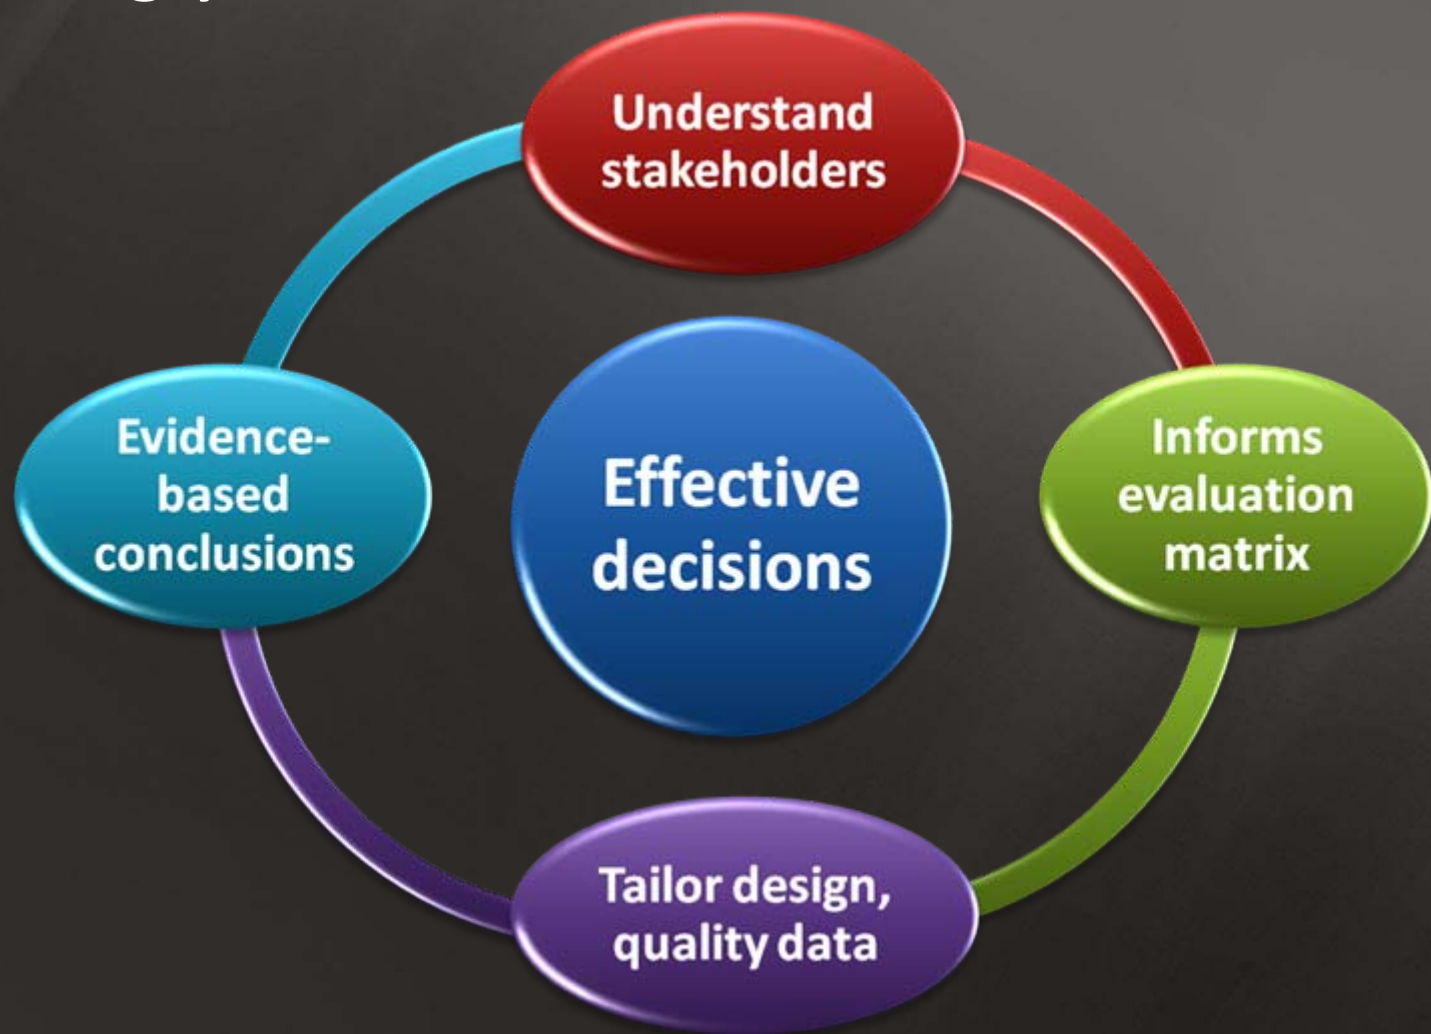 Understand
stakeholders
Informs
evaluation
matrix
Tailor design,
quality data
Evidence-
based
conclusions
Effective
decisions